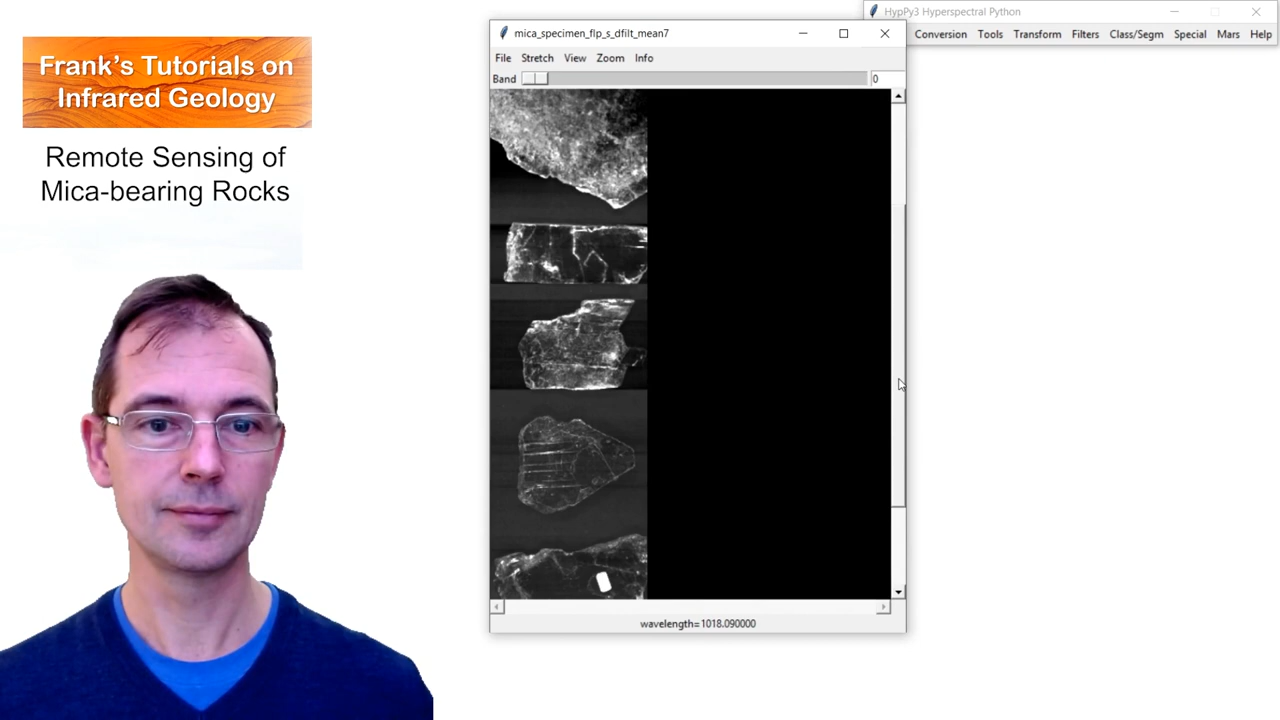 Frank's Tutorials on
Infrared Geology
Remote Sensing of
Mica-bearing Rocks
mica_specimen_flp_s_dfilt_mean7
File Stretch View Zoom Info
Band 0
wavelength=1018.090000
HypPy3 Hyperspectral Python
Conversion Tools Transform Filters Class/Segm Special Mars Help